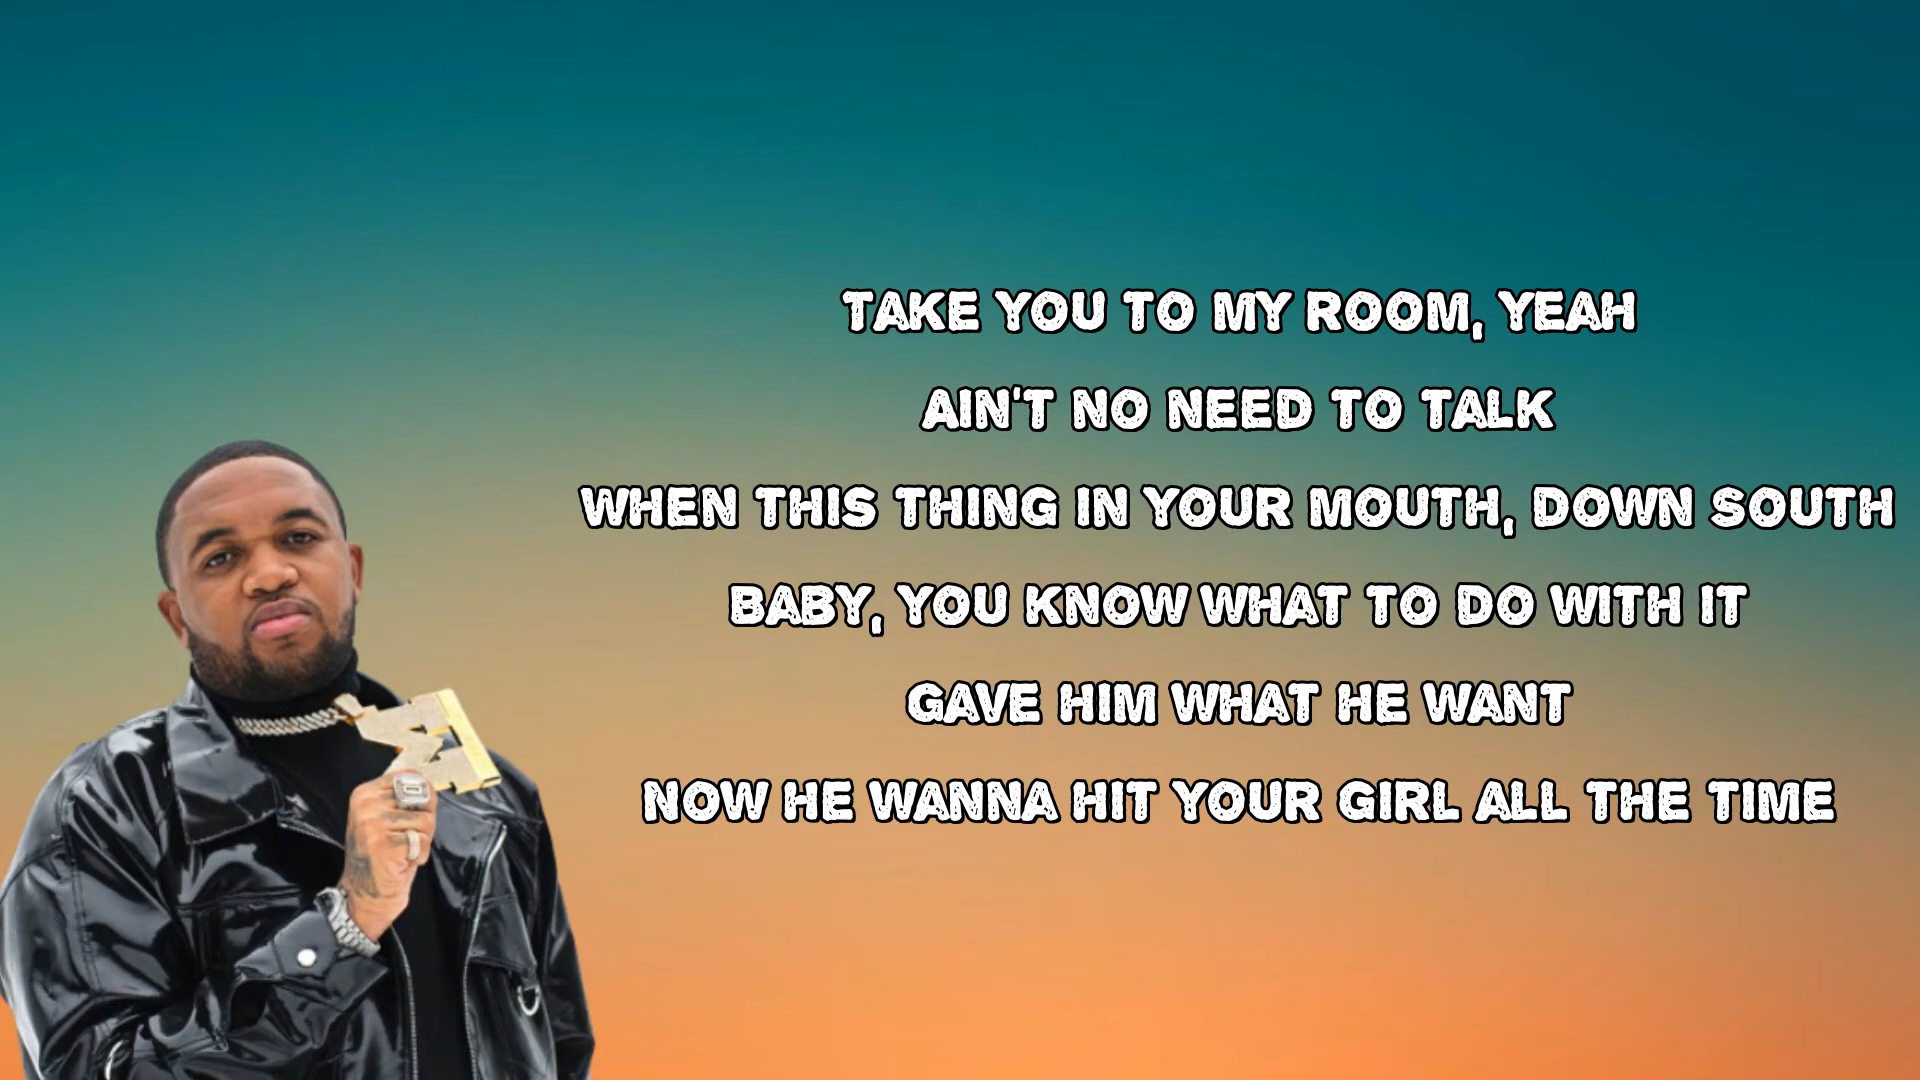 TAKE YOU TO MY ROOM, YEAH
AIN'T NO NEED TO TALK
WHEN THIS THING IN YOUR MOUTH, DOWN SOUTH
BABY, YOU KNOW WHAT TO DO WITH IT
GAVE HIM WHAT HE WANT
NOW HE WANNA HIT YOUR GIRL ALL THE TIME